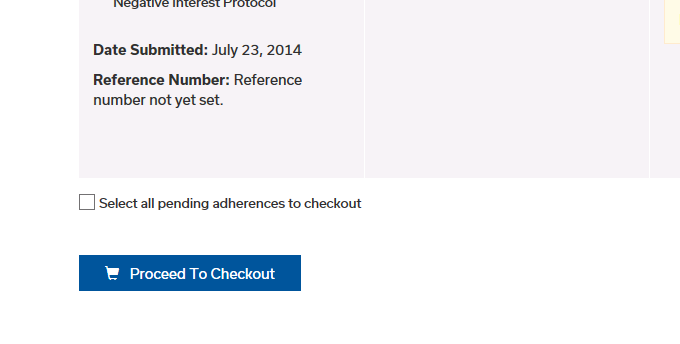 Negative Interest Protocol
Date Submitted: July 23, 2014
Reference Number: Reference
number not yet set.
Select all pending adherences to checkout
Proceed To Checkout